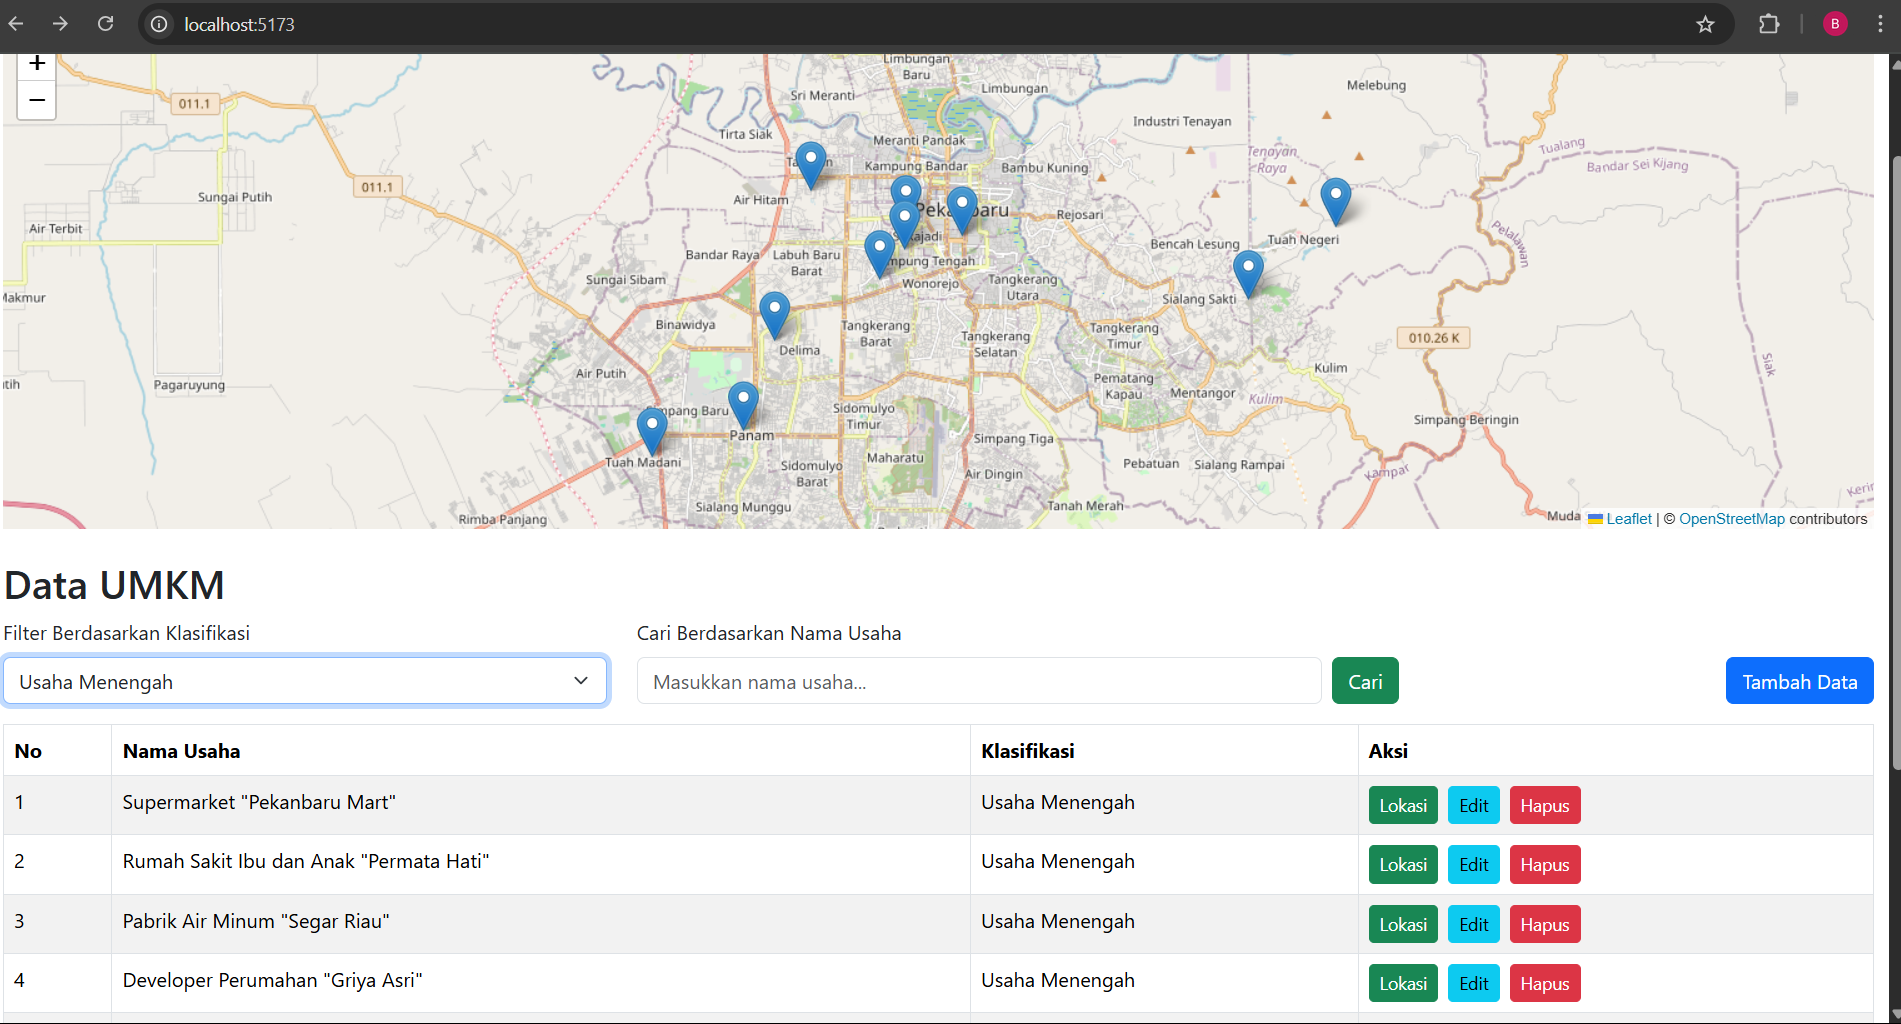 localhost:5173
B
+
−
Limbungan
Baru
Limbungan
Melebung
011.1
Sri Meranti
Industri Tenayan
Tirta Siak
Meranti Pandak
Tualang
Tenayan
Raya
Bandar Sei Kijang
Kampung Bandar
Bambu Kuning
011.1
Sungai Putih
Air Hitam
Rejosari
Air Terbit
Pelalawan
Bencah Lesung
Tuah Negeri
Bandar Raya
Labuh Baru
Barat
Wonorejo
Sungai Sibam
Tangkerang
Utara
Sialang Sakti
Binawidya
Tangkerang
Barat
Tangkerang
Selatan
Tangkerang
Timur
010.26 K
Delima
Siak
Kulim
Air Putih
Pagaruyung
Pematang
Kapau
Mentangor
Kulim
Sidomulyo
Timur
Simpang Beringin
Panam
Simpang Tiga
Tuah Madani
Sidomulyo
Barat
Maharatu
Air Dingin
Pebatuan
Sialang Rampai
Kampar
Sialang Munggu
Tanah Merah
Rimba Panjang
Leaflet | © OpenStreetMap contributors
Data UMKM
Filter Berdasarkan Klasifikasi
Cari Berdasarkan Nama Usaha
Usaha Menengah
Masukkan nama usaha...
Cari
Tambah Data
No Nama Usaha Klasifikasi Aksi
1 Supermarket "Pekanbaru Mart" Usaha Menengah Lokasi Edit Hapus
2 Rumah Sakit Ibu dan Anak "Permata Hati" Usaha Menengah Lokasi Edit Hapus
3 Pabrik Air Minum "Segar Riau" Usaha Menengah Lokasi Edit Hapus
4 Developer Perumahan "Griya Asri" Usaha Menengah Lokasi Edit Hapus